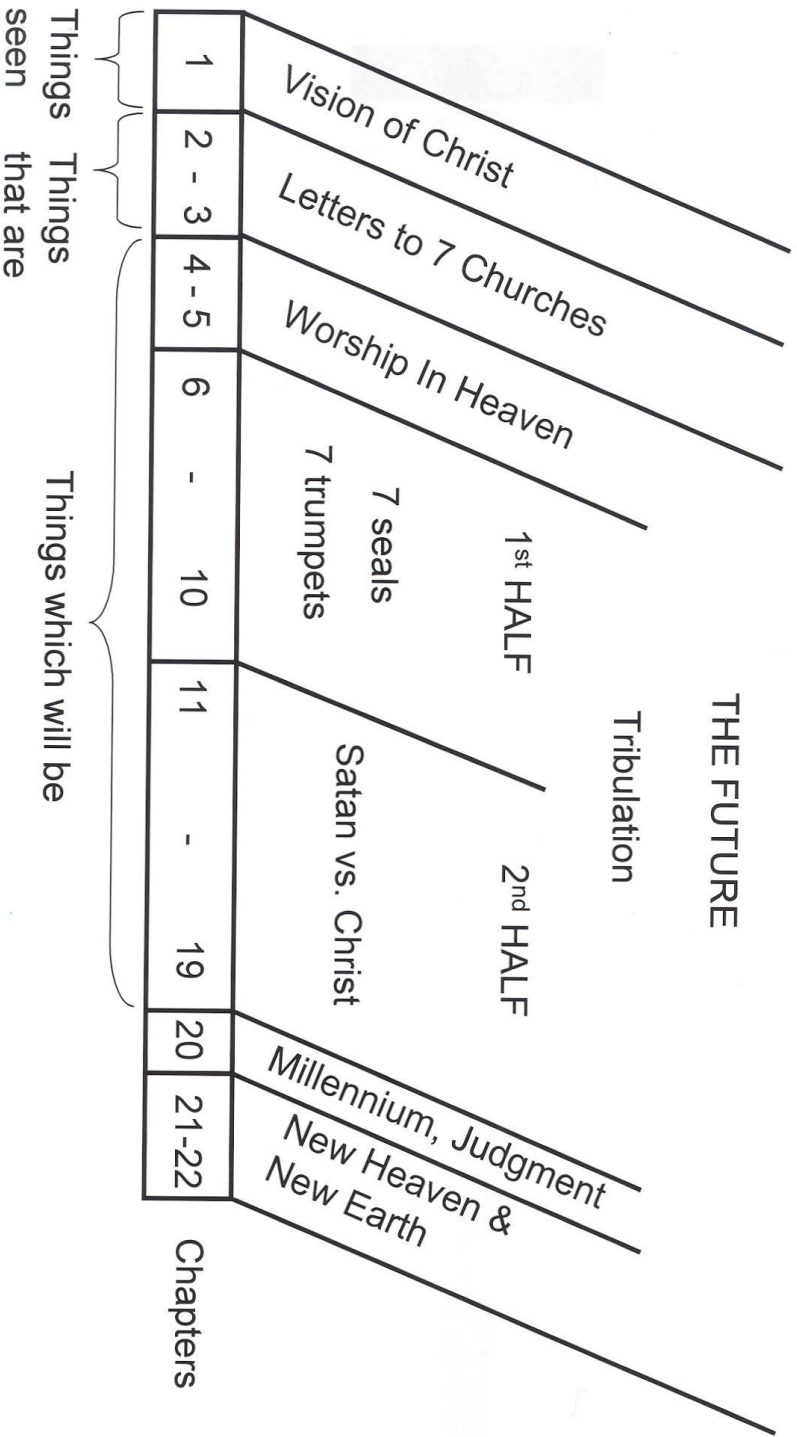 THE FUTURE
Tribulation
1st HALF
2nd HALF
Vision of Christ
Letters to 7 Churches
Worship In Heaven
7 seals
7 trumpets
Satan vs. Christ
Millennium, Judgment
New Heaven &
New Earth
1
2 - 3
4 - 5
6 - 10
11 - 19
20
21-22
Chapters
Things
seen
Things
that are
Things which will be